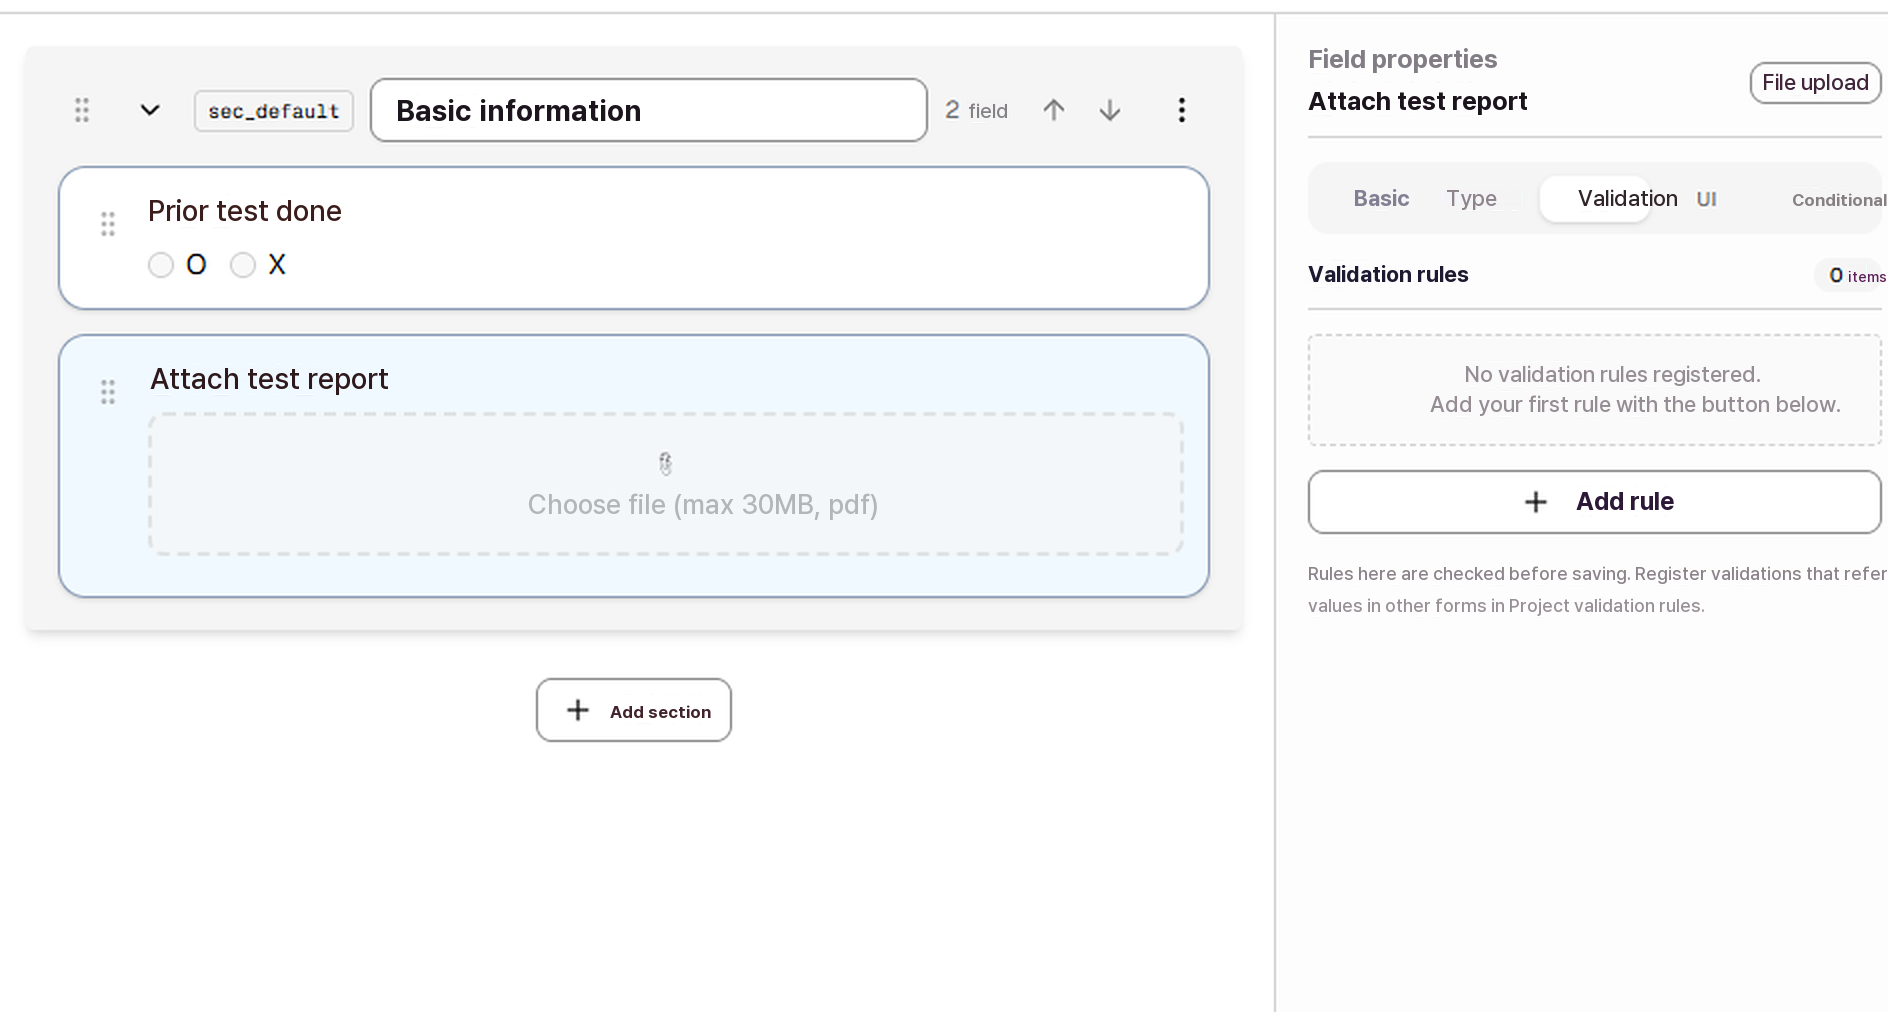 sec_default
Basic information
2 field
Prior test done
O X
Attach test report
Choose file (max 30MB, pdf)
Add section
Field properties
Attach test report
File upload
Basic Type Validation UI Conditional
Validation rules
0 items
No validation rules registered.
Add your first rule with the button below.
Add rule
Rules here are checked before saving. Register validations that refer
values in other forms in Project validation rules.